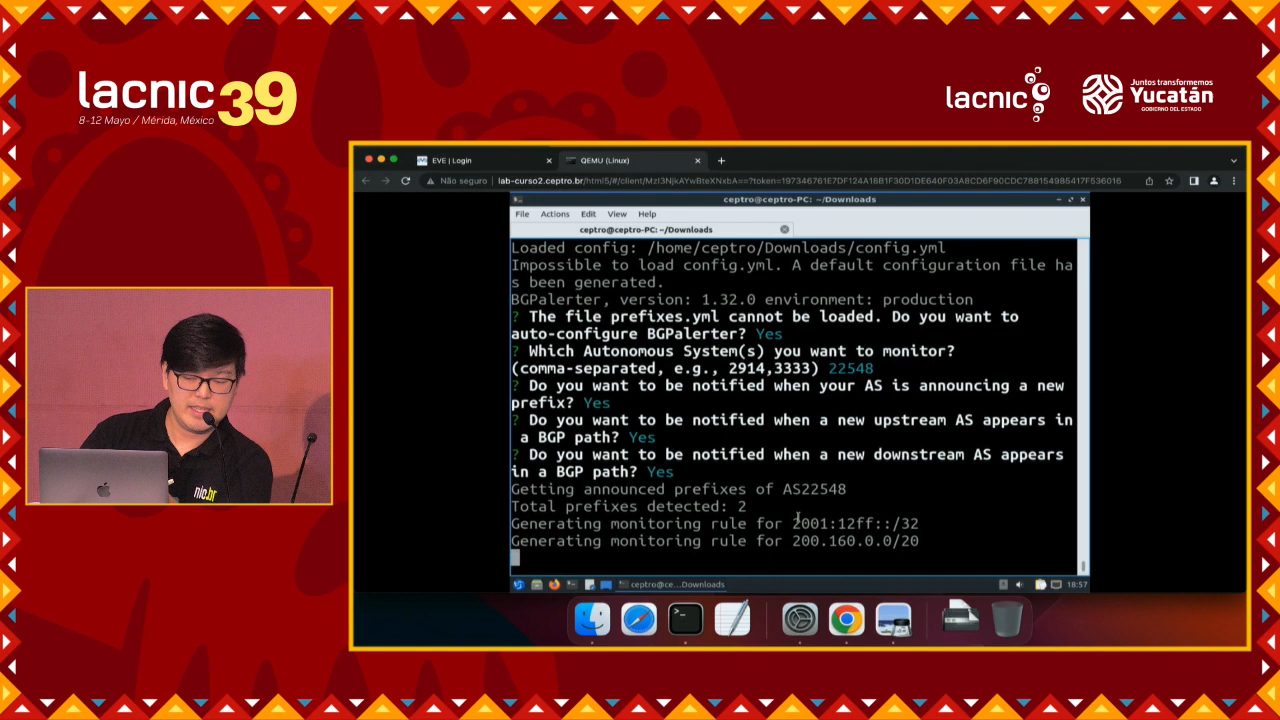 lacnic 39
8-12 Mayo / Mérida, México
lacnic
Juntos transformemos
Yucatán
GOBIERNO DEL ESTADO
EVE | Login
QEMU (Linux)
Não seguro
lab-curso2.ceptro.br/html5/#/client/MzI3NjkAYwBteXNxbA==?token=197346761E7DF124A18B1F30D1DE640F03A8CD6F90CDC788154985417F536016
ceptro@ceptro-PC: ~/Downloads
File Actions Edit View Help
ceptro@ceptro-PC: ~/Downloads
Loaded config: /home/ceptro/Downloads/config.yml
Impossible to load config.yml. A default configuration file ha
s been generated.
BGPalerter, version: 1.32.0 environment: production
? The file prefixes.yml cannot be loaded. Do you want to
auto-configure BGPalerter? Yes
? Which Autonomous System(s) you want to monitor?
(comma-separated, e.g., 2914,3333) 22548
? Do you want to be notified when your AS is announcing a new
prefix? Yes
? Do you want to be notified when a new upstream AS appears in
a BGP path? Yes
? Do you want to be notified when a new downstream AS appears
in a BGP path? Yes
Getting announced prefixes of AS22548
Total prefixes detected: 2
Generating monitoring rule for 2001:12ff::/32
Generating monitoring rule for 200.160.0.0/20
ceptro@ce...Downloads
18:57
nic.br